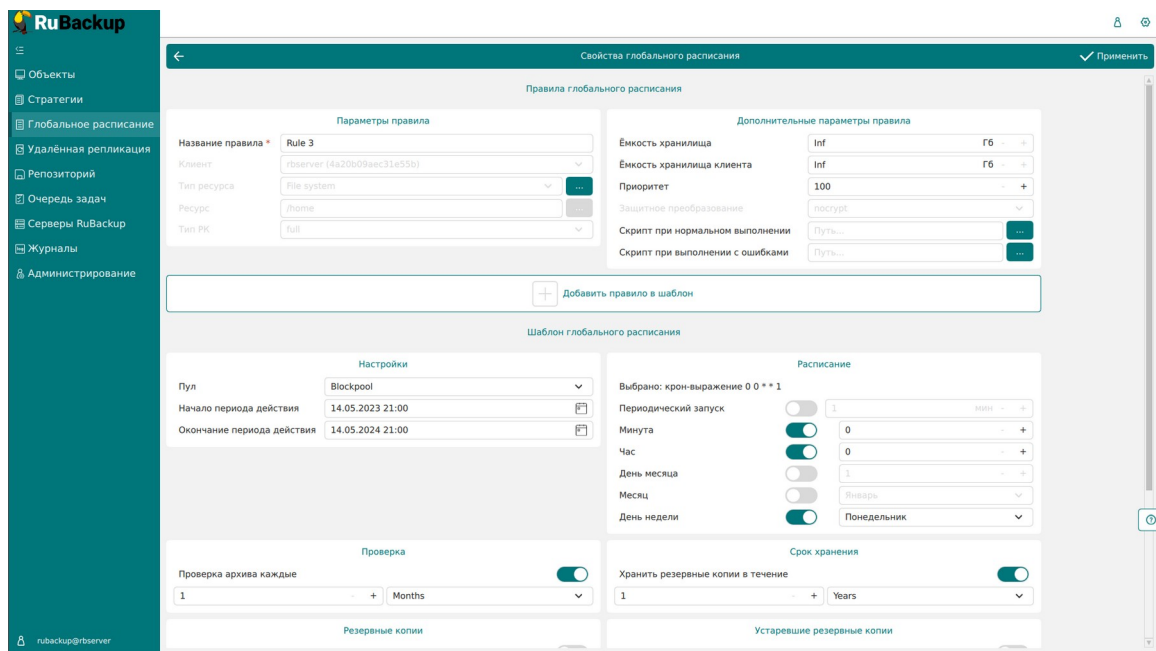 RuBackup
Объекты
Стратегии
Глобальное расписание
Удалённая репликация
Репозиторий
Очередь задач
Серверы RuBackup
Журналы
Администрирование
rubackup@rbserver
Свойства глобального расписания
Применить
Правила глобального расписания
Параметры правила
Название правила * Rule 3
Клиент rbserver (4a20b09aec31e55b)
Тип ресурса File system ...
Ресурс /home ...
Тип РК full
Дополнительные параметры правила
Ёмкость хранилища Inf Гб - +
Ёмкость хранилища клиента Inf Гб - +
Приоритет 100 - +
Защитное преобразование nocrypt
Скрипт при нормальном выполнении Путь... ...
Скрипт при выполнении с ошибками Путь... ...
+ Добавить правило в шаблон
Шаблон глобального расписания
Настройки
Пул Blockpool
Начало периода действия 14.05.2023 21:00
Окончание периода действия 14.05.2024 21:00
Расписание
Выбрано: крон-выражение 0 0 * * 1
Периодический запуск 1 мин - +
Минута 0 - +
Час 0 - +
День месяца 1 - +
Месяц Январь
День недели Понедельник
Проверка
Проверка архива каждые
1 - + Months
Срок хранения
Хранить резервные копии в течение
1 - + Years
Резервные копии
Устаревшие резервные копии